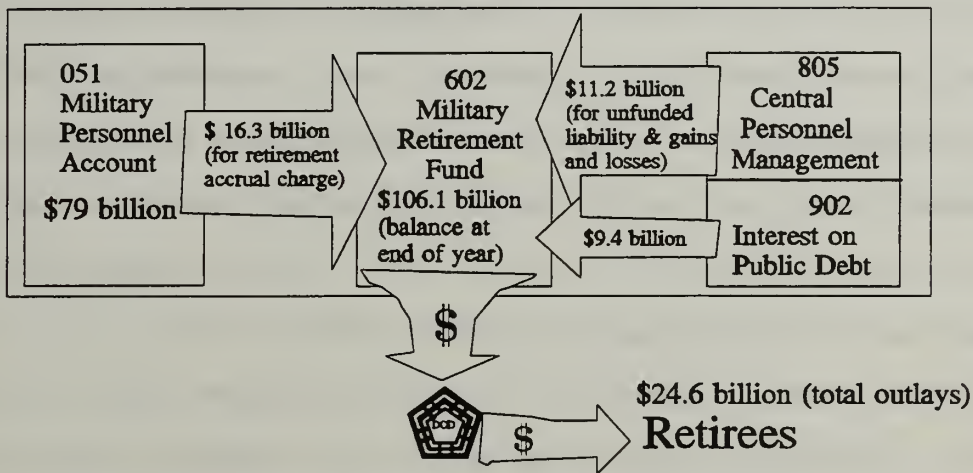 051
Military
Personnel
Account
$79 billion
$ 16.3 billion
(for retirement
accrual charge)
602
Military
Retirement
Fund
$106.1 billion
(balance at
end of year)
$11.2 billion
(for unfunded
liability & gains
and losses)
805
Central
Personnel
Management
$9.4 billion
902
Interest on
Public Debt
$
DOD
$
$24.6 billion (total outlays)
Retirees